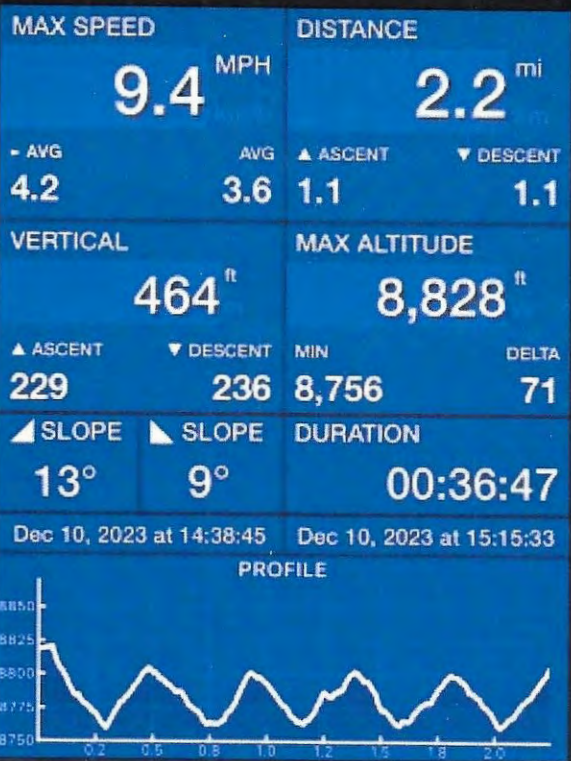 MAX SPEED
9.4 MPH
- AVG AVG
4.2 3.6
DISTANCE
2.2 mi
▲ ASCENT ▼ DESCENT
1.1 1.1
VERTICAL
464 ft
▲ ASCENT ▼ DESCENT
229 236
MAX ALTITUDE
8,828 ft
MIN DELTA
8,756 71
SLOPE SLOPE
13° 9°
DURATION
00:36:47
Dec 10, 2023 at 14:38:45 Dec 10, 2023 at 15:15:33
PROFILE
8850
8825
8800
8775
8750
0.2 0.5 0.8 1.0 1.2 1.5 1.8 2.0